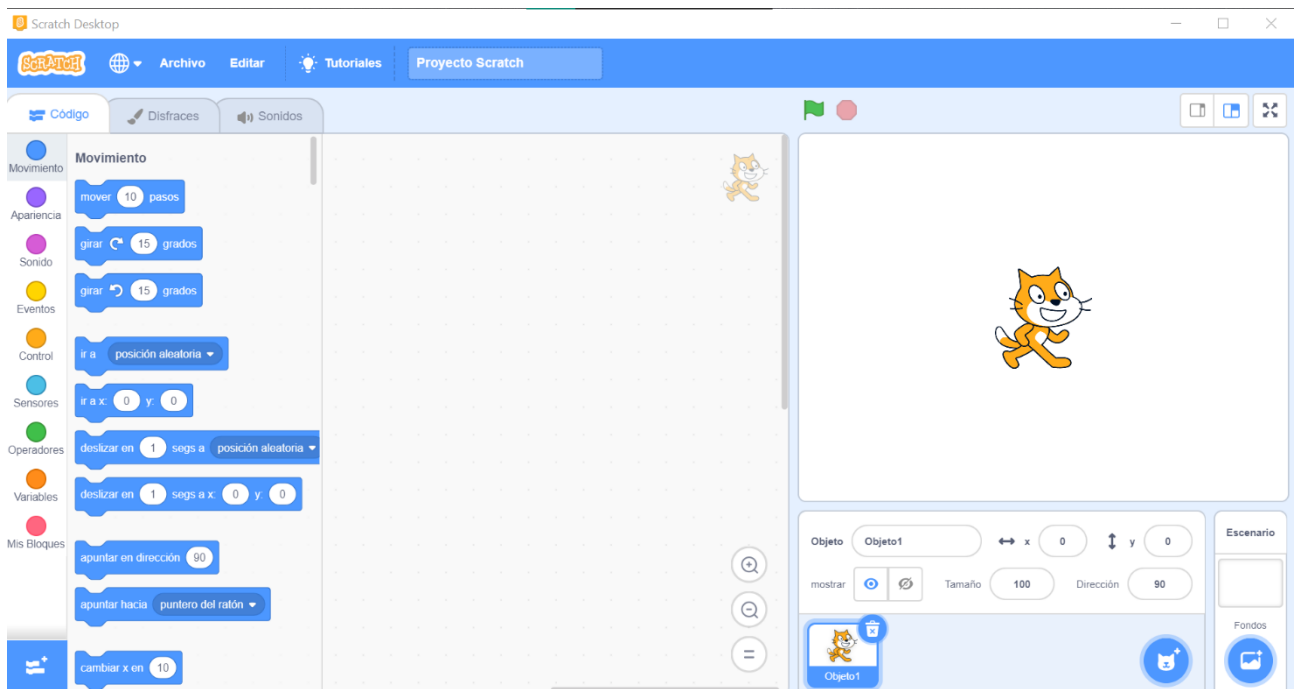 Scratch Desktop
SCRATCH Archivo Editar Tutoriales Proyecto Scratch
Código Disfraces Sonidos
Movimiento
Apariencia
Sonido
Eventos
Control
Sensores
Operadores
Variables
Mis Bloques
Movimiento
mover 10 pasos
girar 15 grados
girar 15 grados
ir a posición aleatoria
ir a x: 0 y: 0
deslizar en 1 segs a posición aleatoria
deslizar en 1 segs a x: 0 y: 0
apuntar en dirección 90
apuntar hacia puntero del ratón
cambiar x en 10
Objeto Objeto1 x 0 y 0
mostrar Tamaño 100 Dirección 90
Objeto1
Escenario
Fondos